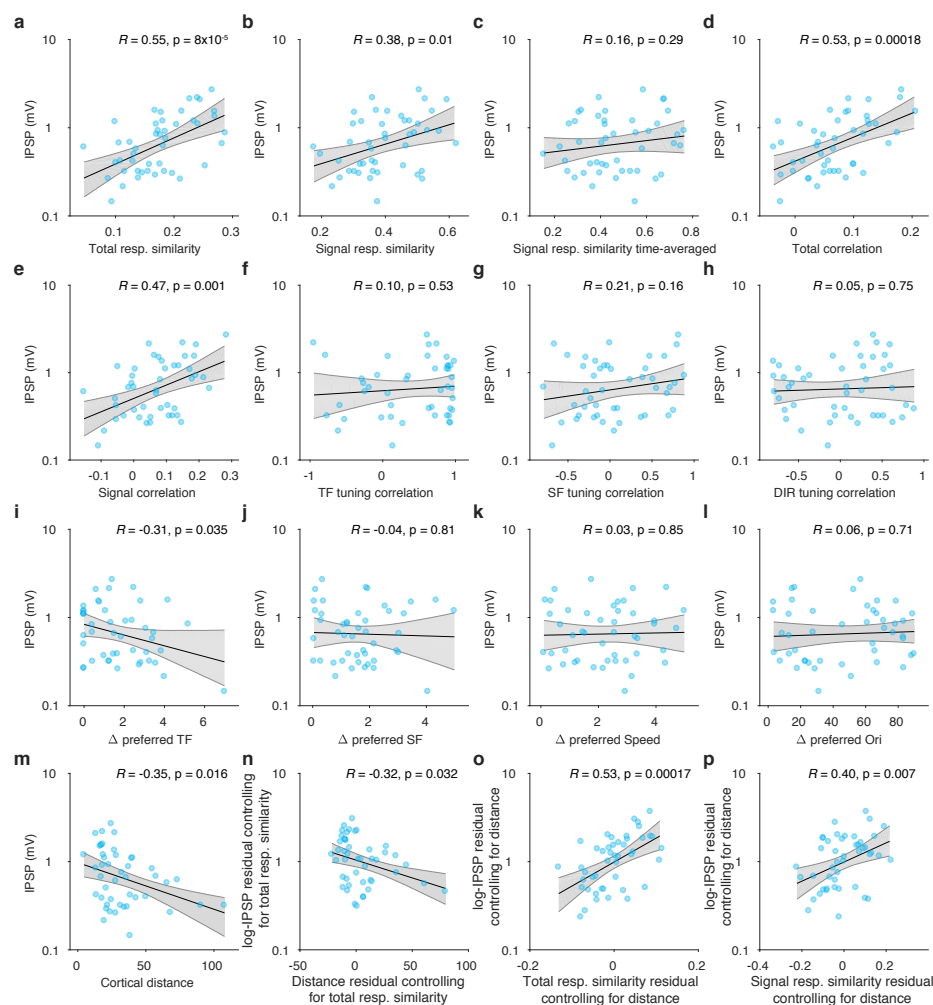 a
R = 0.55, p = 8x10-5
10
1
0.1
IPSP (mV)
0.1 0.2 0.3
Total resp. similarity
b
R = 0.38, p = 0.01
10
1
0.1
IPSP (mV)
0.2 0.4 0.6
Signal resp. similarity
c
R = 0.16, p = 0.29
10
1
0.1
IPSP (mV)
0.2 0.4 0.6 0.8
Signal resp. similarity time-averaged
d
R = 0.53, p = 0.00018
10
1
0.1
IPSP (mV)
0 0.1 0.2
Total correlation
e
R = 0.47, p = 0.001
10
1
0.1
IPSP (mV)
-0.1 0 0.1 0.2 0.3
Signal correlation
f
R = 0.10, p = 0.53
10
1
0.1
IPSP (mV)
-1 0 1
TF tuning correlation
g
R = 0.21, p = 0.16
10
1
0.1
IPSP (mV)
-0.5 0 0.5 1
SF tuning correlation
h
R = 0.05, p = 0.75
10
1
0.1
IPSP (mV)
-0.5 0 0.5 1
DIR tuning correlation
i
R = -0.31, p = 0.035
10
1
0.1
IPSP (mV)
0 2 4 6
Δ preferred TF
j
R = -0.04, p = 0.81
10
1
0.1
IPSP (mV)
0 2 4
Δ preferred SF
k
R = 0.03, p = 0.85
10
1
0.1
IPSP (mV)
0 2 4 6
Δ preferred Speed
l
R = 0.06, p = 0.71
10
1
0.1
IPSP (mV)
0 20 40 60 80
Δ preferred Ori
m
R = -0.35, p = 0.016
10
1
0.1
IPSP (mV)
0 50 100
Cortical distance
n
R = -0.32, p = 0.032
10
1
0.1
log-IPSP residual controlling
for total resp. similarity
-50 0 50 100
Distance residual controlling
for total resp. similarity
o
R = 0.53, p = 0.00017
10
1
0.1
log-IPSP residual
controlling for distance
-0.2 0 0.2
Total resp. similarity residual
controlling for distance
p
R = 0.40, p = 0.007
10
1
0.1
log-IPSP residual
controlling for distance
-0.4 -0.2 0 0.2 0.4
Signal resp. similarity residual
controlling for distance